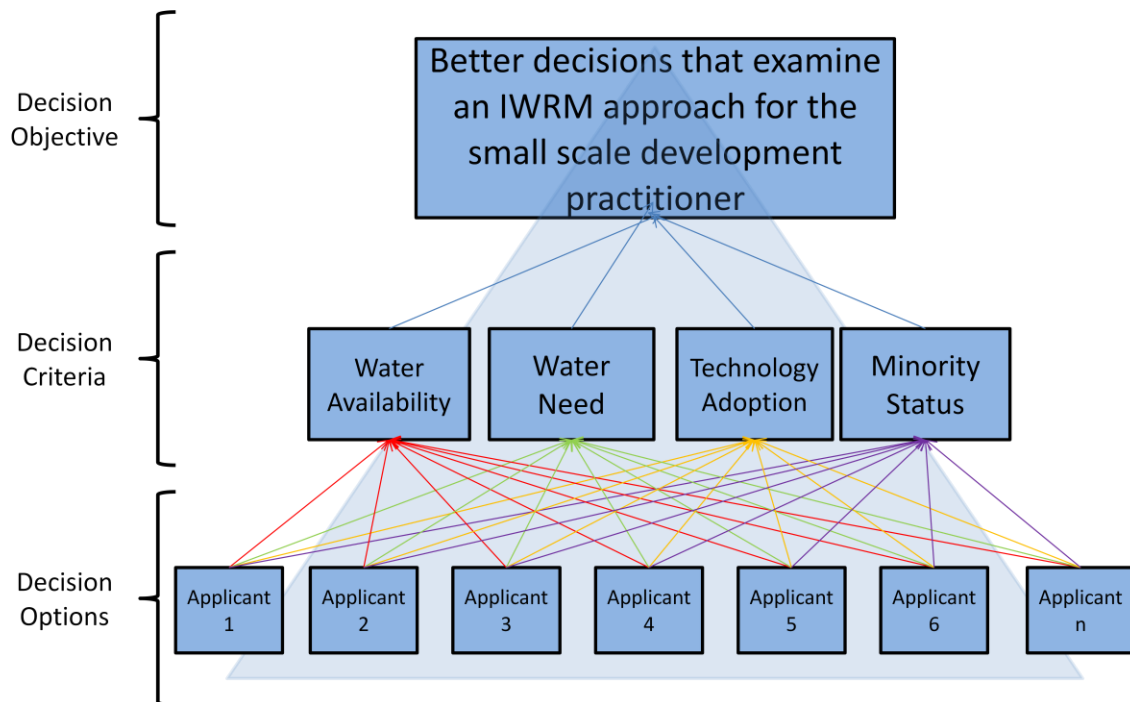 Decision
Objective
Better decisions that examine
an IWRM approach for the
small scale development
practitioner
Decision
Criteria
Water
Availability
Water
Need
Technology
Adoption
Minority
Status
Decision
Options
Applicant
1
Applicant
2
Applicant
3
Applicant
4
Applicant
5
Applicant
6
Applicant
n